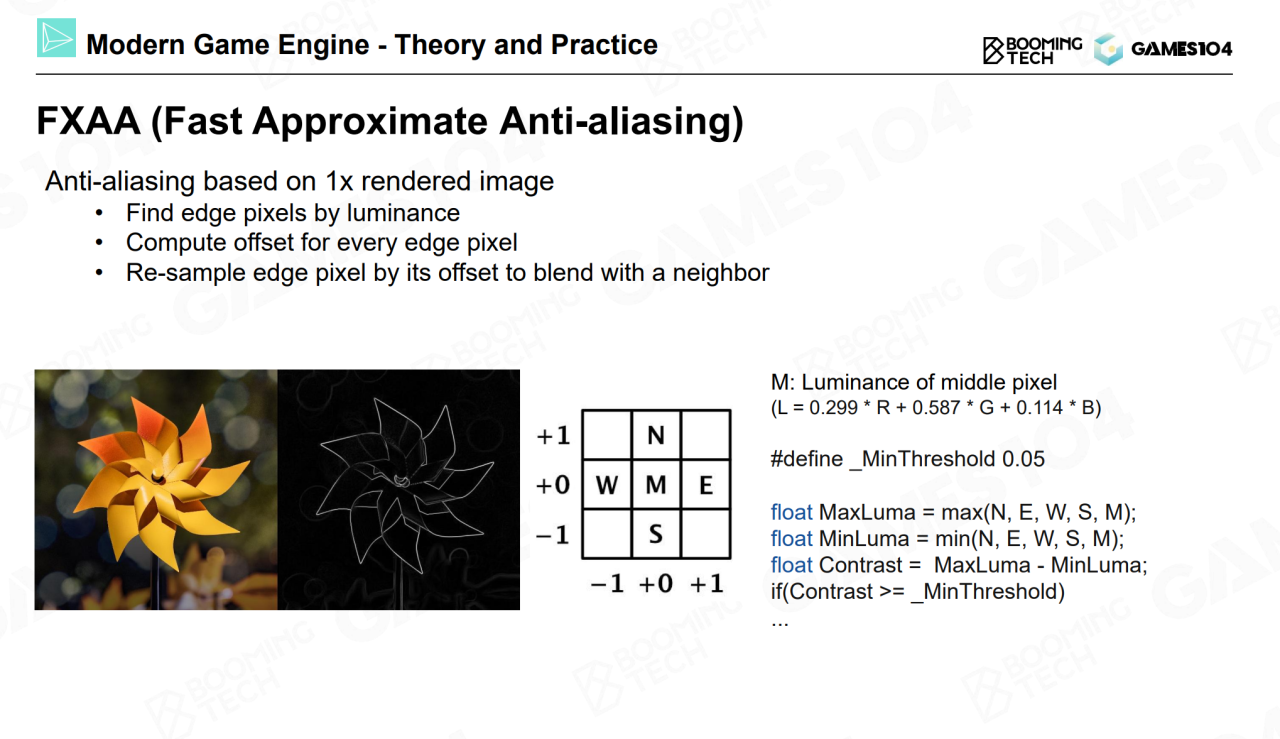 Modern Game Engine - Theory and Practice
BOOMING
TECH
GAMES104
FXAA (Fast Approximate Anti-aliasing)
Anti-aliasing based on 1x rendered image
• Find edge pixels by luminance
• Compute offset for every edge pixel
• Re-sample edge pixel by its offset to blend with a neighbor
+1 N
+0 W M E
−1 S
−1 +0 +1
M: Luminance of middle pixel
(L = 0.299 * R + 0.587 * G + 0.114 * B)
#define _MinThreshold 0.05
float MaxLuma = max(N, E, W, S, M);
float MinLuma = min(N, E, W, S, M);
float Contrast = MaxLuma - MinLuma;
if(Contrast >= _MinThreshold)
...